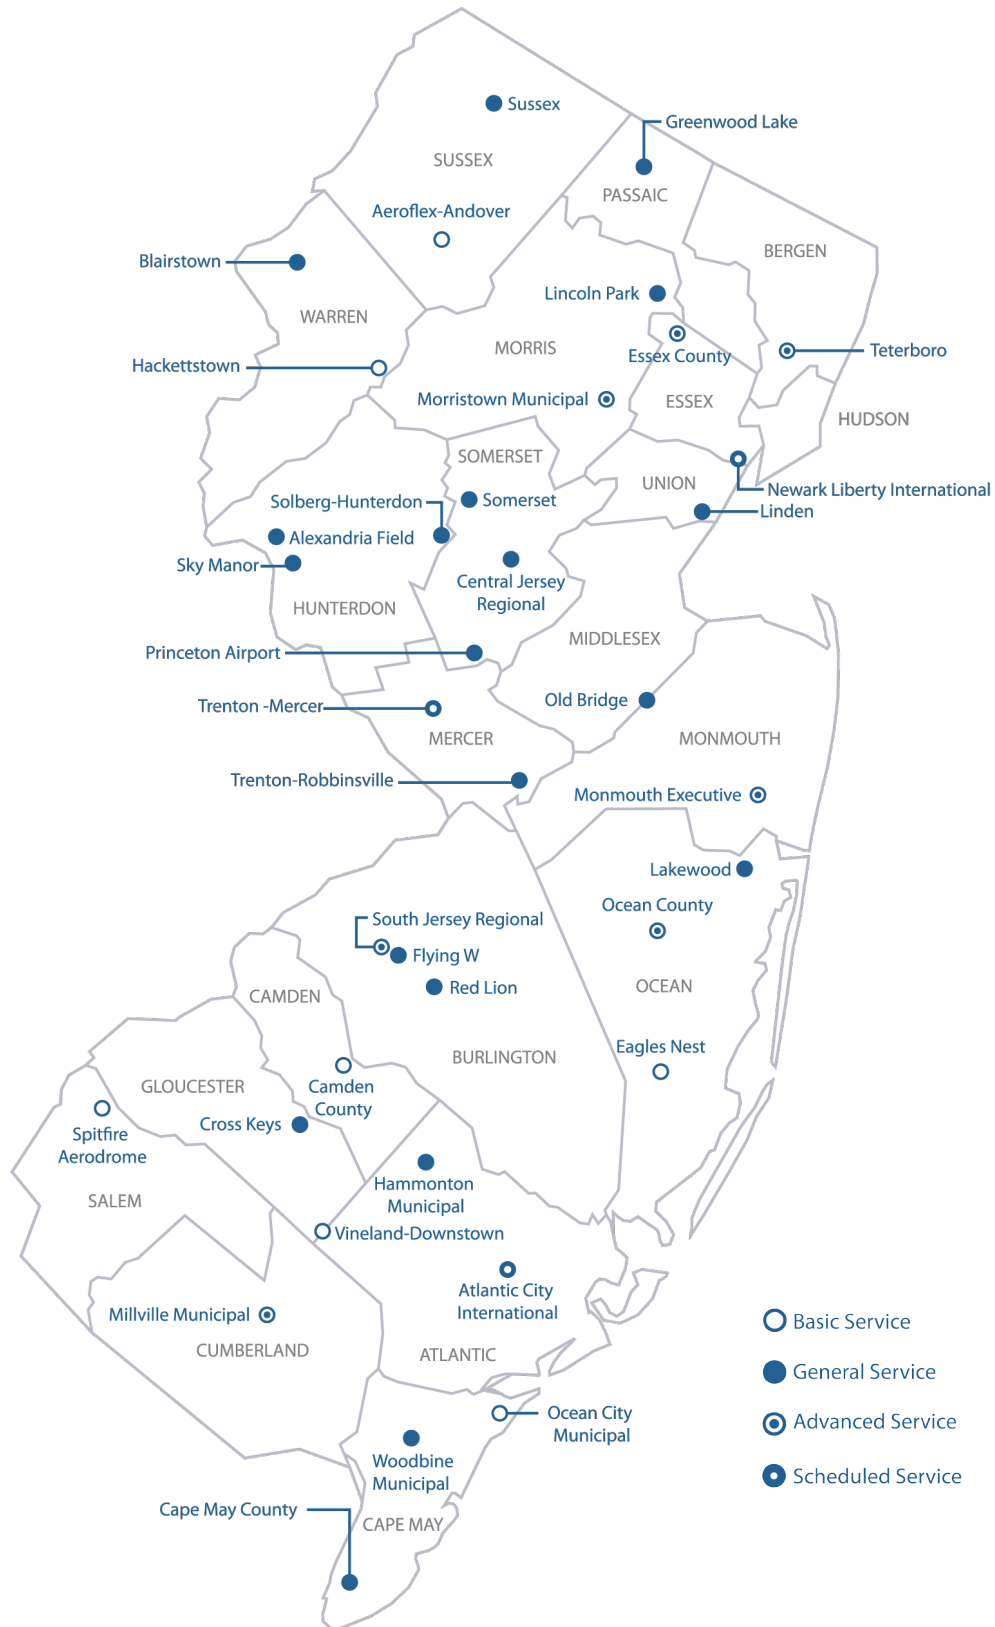 Sussex
Greenwood Lake
SUSSEX
PASSAIC
Aeroflex-Andover
BERGEN
Blairstown
Lincoln Park
WARREN
MORRIS
Essex County
Teterboro
Hackettstown
Morristown Municipal
ESSEX
HUDSON
SOMERSET
UNION
Newark Liberty International
Solberg-Hunterdon
Somerset
Linden
Alexandria Field
Sky Manor
Central Jersey
Regional
HUNTERDON
MIDDLESEX
Princeton Airport
Old Bridge
Trenton -Mercer
MERCER
MONMOUTH
Trenton-Robbinsville
Monmouth Executive
Lakewood
Ocean County
South Jersey Regional
Flying W
Red Lion
OCEAN
CAMDEN
Eagles Nest
BURLINGTON
GLOUCESTER
Camden
County
Cross Keys
Spitfire
Aerodrome
Hammonton
Municipal
SALEM
Vineland-Downstown
Atlantic City
International
Millville Municipal
CUMBERLAND
ATLANTIC
Basic Service
General Service
Advanced Service
Scheduled Service
Ocean City
Municipal
Woodbine
Municipal
Cape May County
CAPE MAY